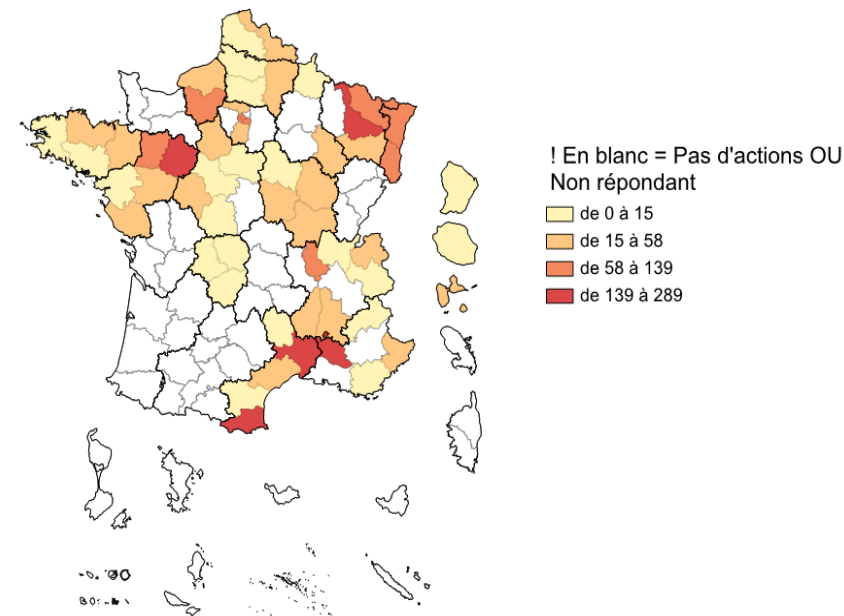 ! En blanc = Pas d'actions OU
Non répondant
de 0 à 15
de 15 à 58
de 58 à 139
de 139 à 289